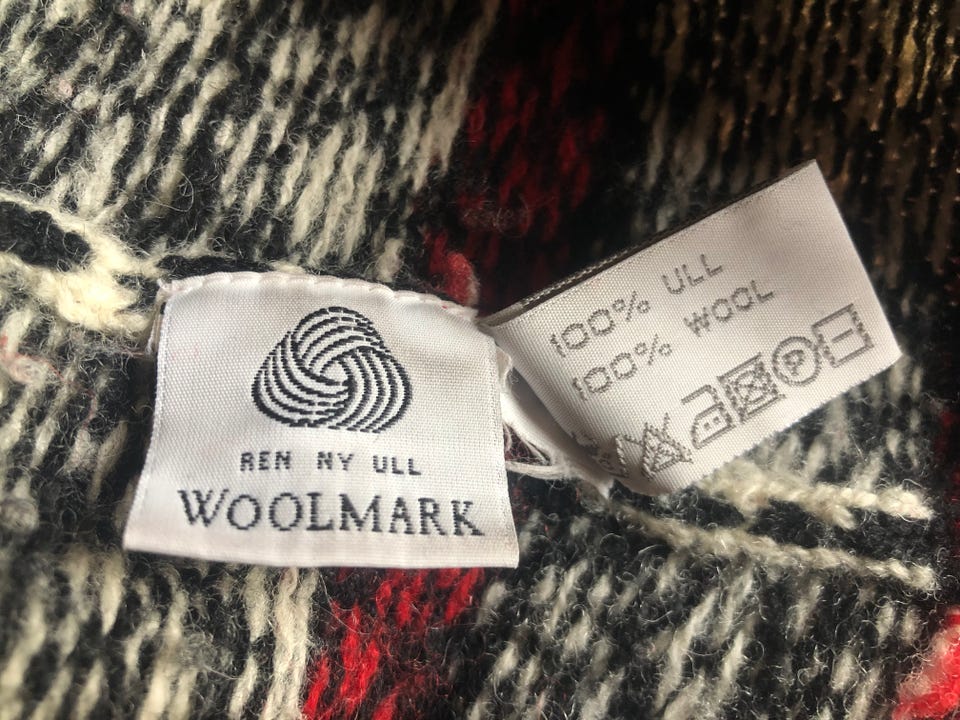 REN NY ULL
WOOLMARK
100% ULL
100% WOOL
P